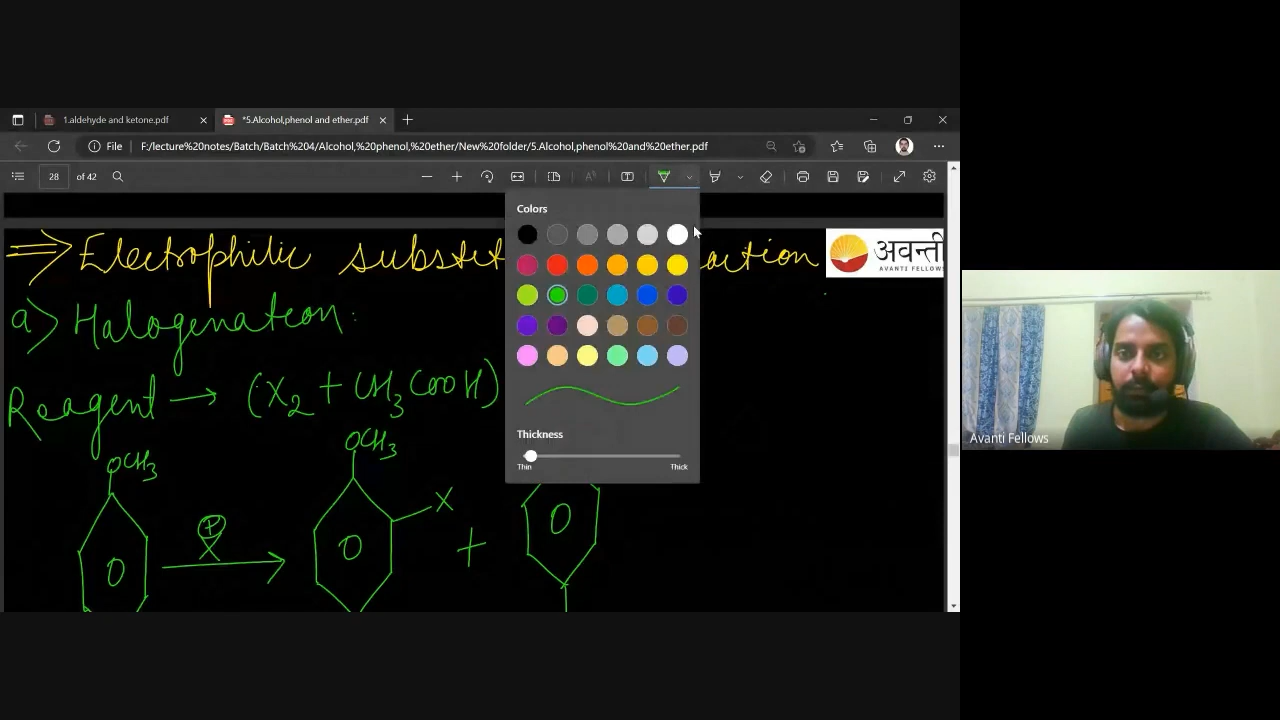 1.aldehyde and ketone.pdf
*5.Alcohol,phenol and ether.pdf
File
F:/lecture%20notes/Batch/Batch%204/Alcohol,%20phenol,%20ether/New%20folder/5.Alcohol,phenol%20and%20ether.pdf
28 of 42
Colors
Thickness
Thin Thick
⇒ Electrophilic substit action
अवन्ती
AVANTI FELLOWS
a> Halogenation:
Reagent → (X2 + CH3COOH)
OCH3
OCH3
X
⊕
X
+
Avanti Fellows